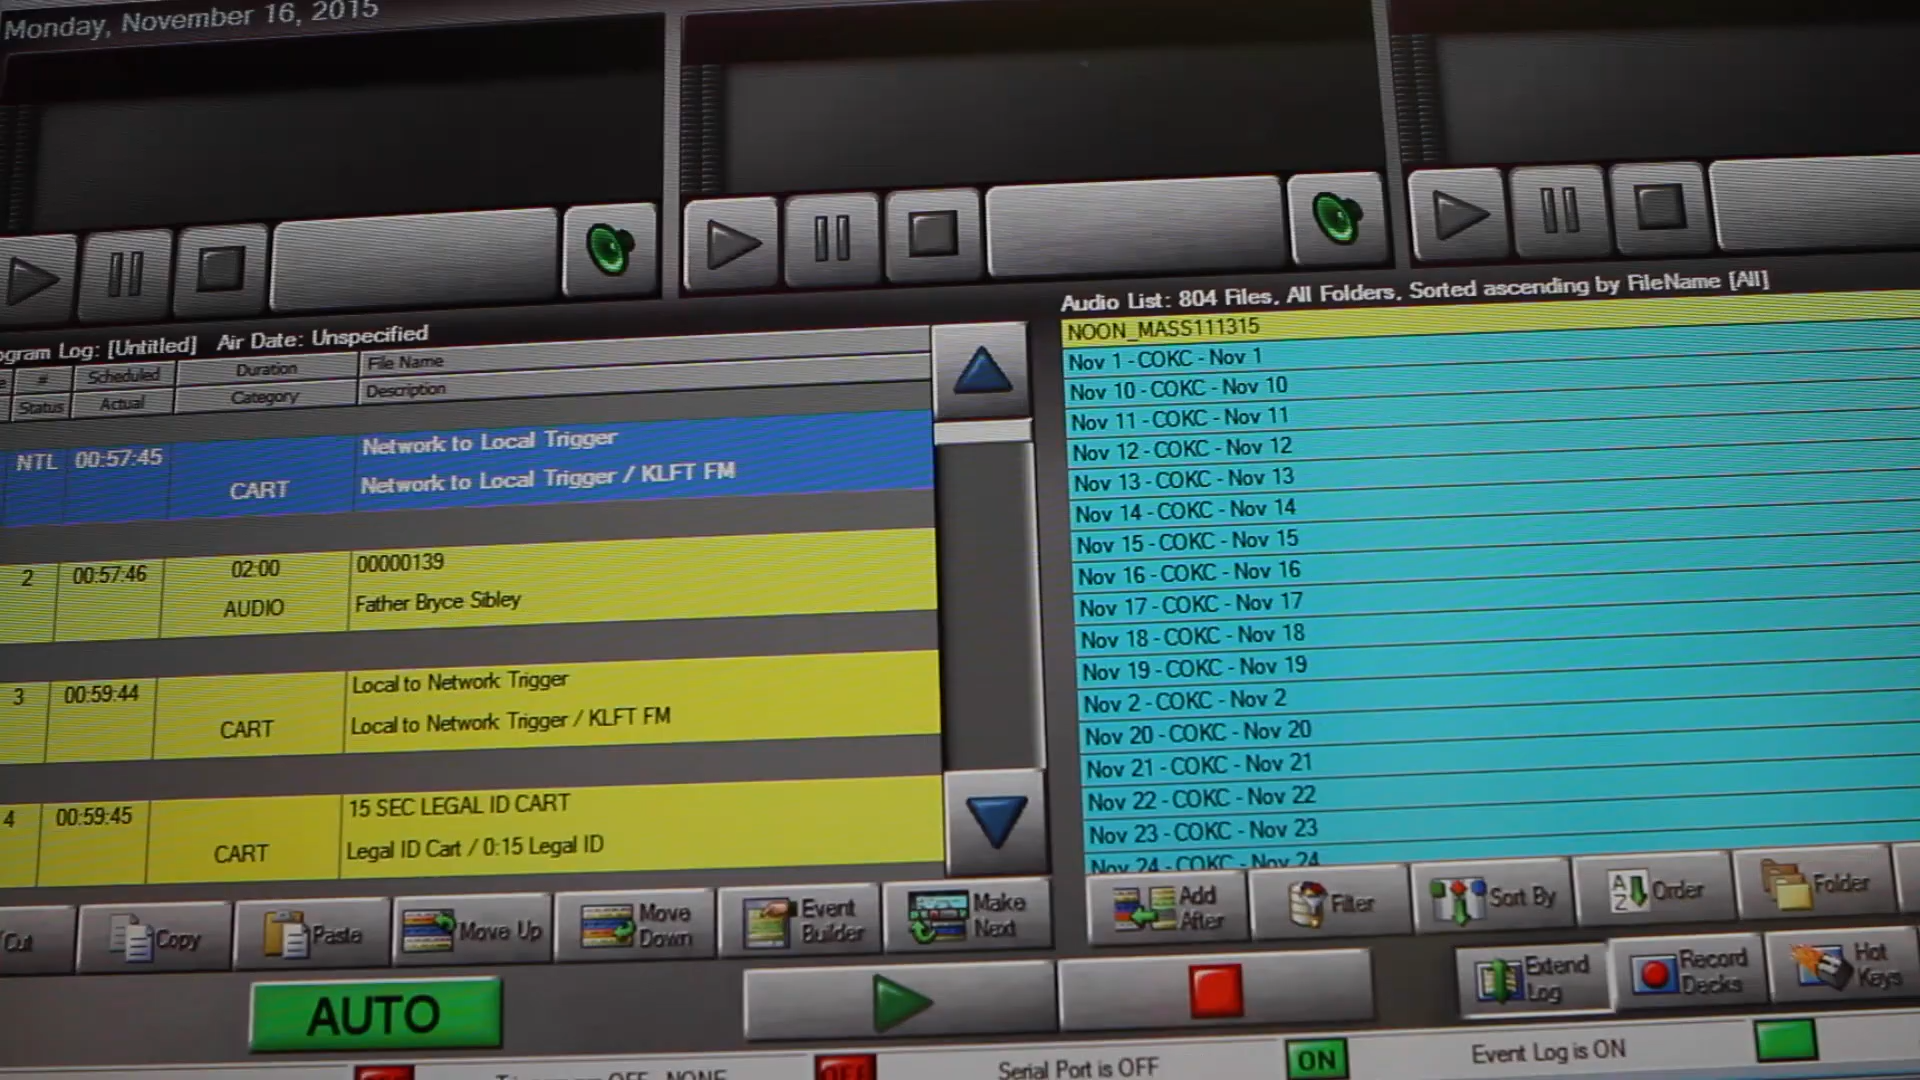 Monday, November 16, 2015
Log: [Untitled] Air Date: Unspecified
# Scheduled Duration File Name
Status Actual Category Description
NTL 00:57:45 Network to Local Trigger
CART Network to Local Trigger / KLFT FM
2 00:57:46 02:00 00000139
AUDIO Father Bryce Sibley
3 00:59:44 Local to Network Trigger
CART Local to Network Trigger / KLFT FM
4 00:59:45 15 SEC LEGAL ID CART
CART Legal ID Cart / 0:15 Legal ID
Audio List: 804 Files, All Folders, Sorted ascending by FileName [All]
NOON_MASS111315
Nov 1 - COKC - Nov 1
Nov 10 - COKC - Nov 10
Nov 11 - COKC - Nov 11
Nov 12 - COKC - Nov 12
Nov 13 - COKC - Nov 13
Nov 14 - COKC - Nov 14
Nov 15 - COKC - Nov 15
Nov 16 - COKC - Nov 16
Nov 17 - COKC - Nov 17
Nov 18 - COKC - Nov 18
Nov 19 - COKC - Nov 19
Nov 2 - COKC - Nov 2
Nov 20 - COKC - Nov 20
Nov 21 - COKC - Nov 21
Nov 22 - COKC - Nov 22
Nov 23 - COKC - Nov 23
Nov 24 - COKC - Nov 24
Cut
Copy
Paste
Move Up
Move
Down
Event
Builder
Make
Next
Add
After
Filter
Sort By
A
Z
Order
Folder
Extend
Log
Record
Decks
Hot
Keys
AUTO
OFF
Serial Port is OFF
ON
Event Log is ON